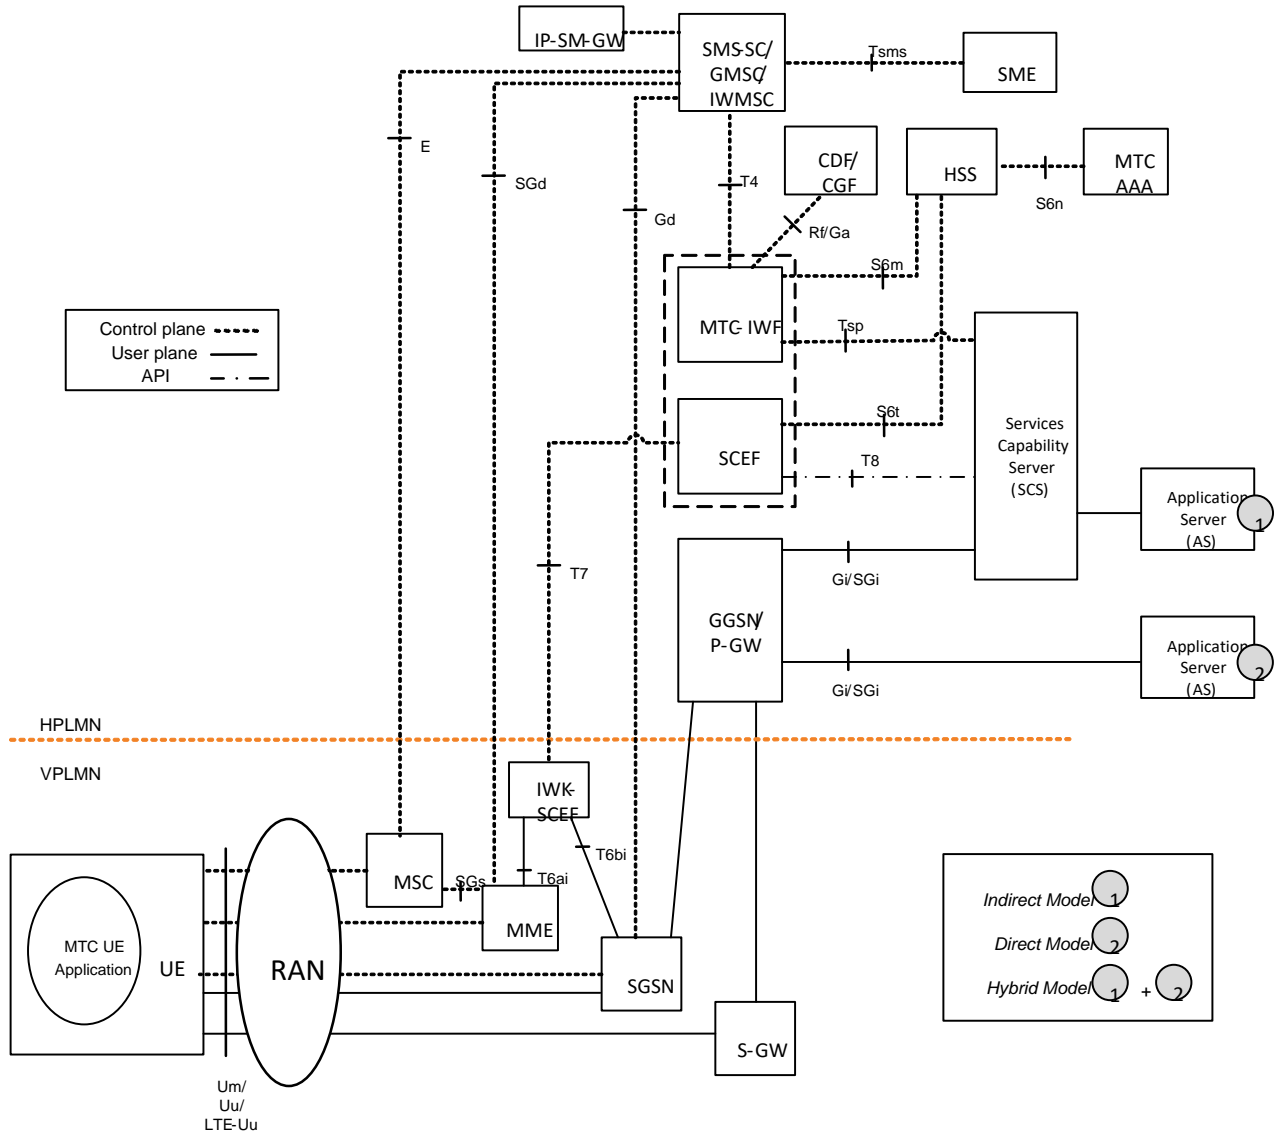 IP-SM-GW
SMS-SC/
GMSC/
IWMSC
Tsms
SME
E
SGd
Gd
T4
CDF/
CGF
Rf/Ga
HSS
S6n
MTC
AAA
S6m
MTC-IWF
Tsp
Control plane
User plane
API
SCEF
S6t
T8
Services
Capability
Server
(SCS)
Application
Server
(AS)
1
T7
Gi/SGi
GGSN/
P-GW
Gi/SGi
Application
Server
(AS)
2
HPLMN
VPLMN
IWK-
SCEF
T6bi
T6ai
MSC
SGs
MME
MTC UE
Application
UE
RAN
SGSN
S-GW
Um/
Uu/
LTE-Uu
Indirect Model 1
Direct Model 2
Hybrid Model 1 + 2